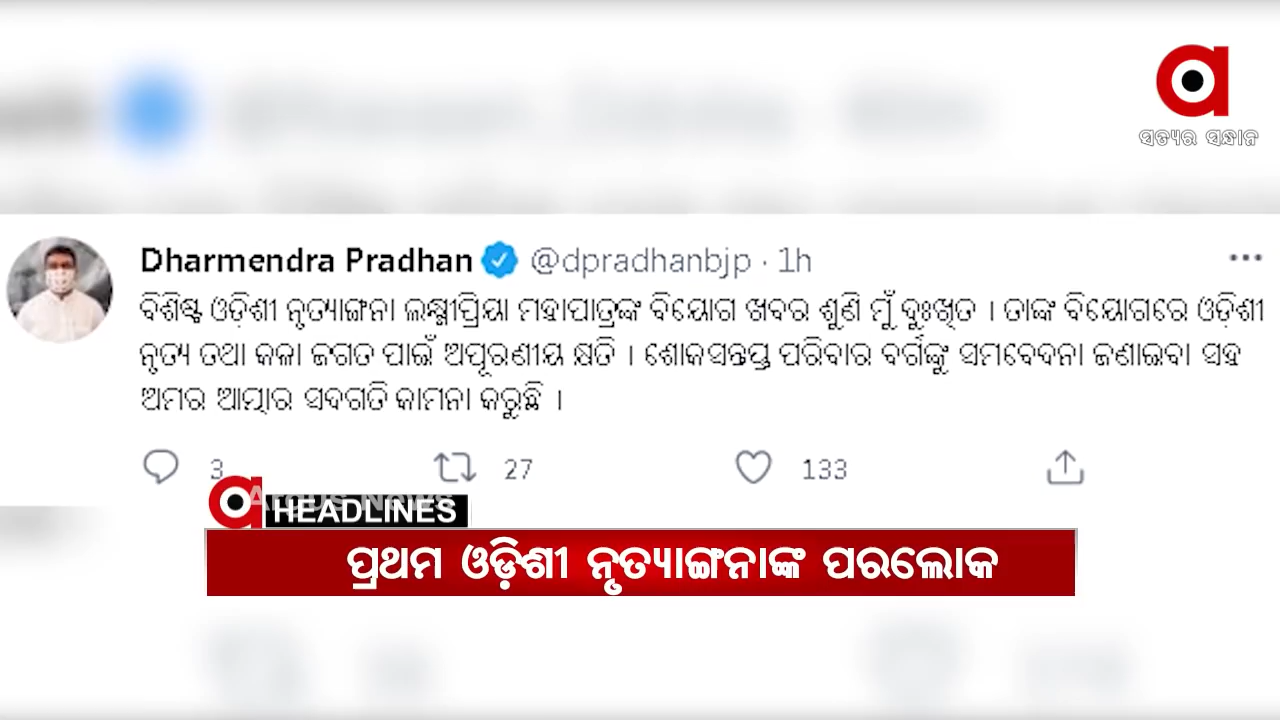 ସତ୍ୟର ସନ୍ଧାନ
Dharmendra Pradhan @dpradhanbjp · 1h
ବିଶିଷ୍ଟ ଓଡ଼ିଶୀ ନୃତ୍ୟାଙ୍ଗନା ଲକ୍ଷ୍ମୀପ୍ରିୟା ମହାପାତ୍ରଙ୍କ ବିୟୋଗ ଖବର ଶୁଣି ମୁଁ ଦୁଃଖିତ । ତାଙ୍କ ବିୟୋଗରେ ଓଡ଼ିଶୀ
ନୃତ୍ୟ ତଥା କଳା ଜଗତ ପାଇଁ ଅପୂରଣୀୟ କ୍ଷତି । ଶୋକସନ୍ତପ୍ତ ପରିବାର ବର୍ଗଙ୍କୁ ସମବେଦନା ଜଣାଇବା ସହ
ଅମର ଆତ୍ମାର ସଦଗତି କାମନା କରୁଛି ।
3 27 133
Argus News
HEADLINES
ପ୍ରଥମ ଓଡ଼ିଶୀ ନୃତ୍ୟାଙ୍ଗନାଙ୍କ ପରଲୋକ